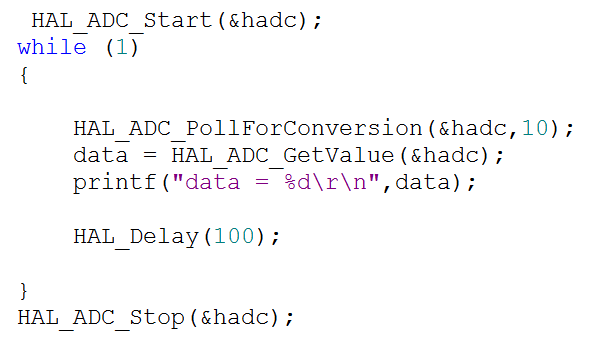 HAL_ADC_Start(&hadc);
while (1)
{
HAL_ADC_PollForConversion(&hadc,10);
data = HAL_ADC_GetValue(&hadc);
printf("data = %d\r\n",data);
HAL_Delay(100);
}
HAL_ADC_Stop(&hadc);